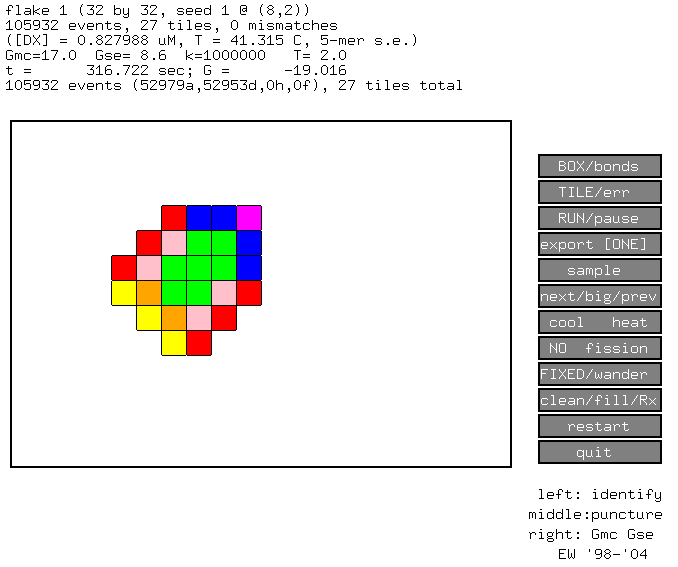 flake 1 (32 by 32, seed 1 @ (8,2))
105932 events, 27 tiles, 0 mismatches
([DX] = 0.827988 uM, T = 41.315 C, 5-mer s.e.)
Gmc=17.0  Gse= 8.6  k=1000000   T= 2.0
t =      316.722 sec; G =      -19.016
105932 events (52979a,52953d,0h,0f), 27 tiles total
BOX/bonds
TILE/err
RUN/pause
export [ONE]
sample
next/big/prev
cool   heat
NO  fission
FIXED/wander
clean/fill/Rx
restart
quit
left: identify
middle:puncture
right: Gmc Gse
EW '98-'04